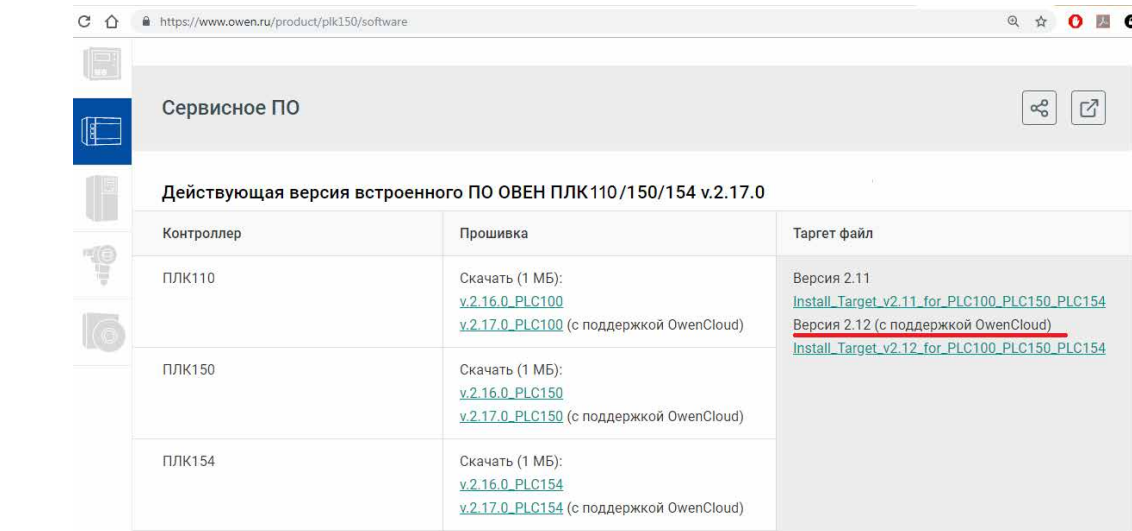 https://www.owen.ru/product/plk150/software
Сервисное ПО
Действующая версия встроенного ПО ОВЕН ПЛК110/150/154 v.2.17.0
Контроллер
Прошивка
Таргет файл
ПЛК110
Скачать (1 МБ):
v.2.16.0_PLC100
v.2.17.0_PLC100 (с поддержкой OwenCloud)
Версия 2.11
Install_Target_v2.11_for_PLC100_PLC150_PLC154
Версия 2.12 (с поддержкой OwenCloud)
Install_Target_v2.12_for_PLC100_PLC150_PLC154
ПЛК150
Скачать (1 МБ):
v.2.16.0_PLC150
v.2.17.0_PLC150 (с поддержкой OwenCloud)
ПЛК154
Скачать (1 МБ):
v.2.16.0_PLC154
v.2.17.0_PLC154 (с поддержкой OwenCloud)